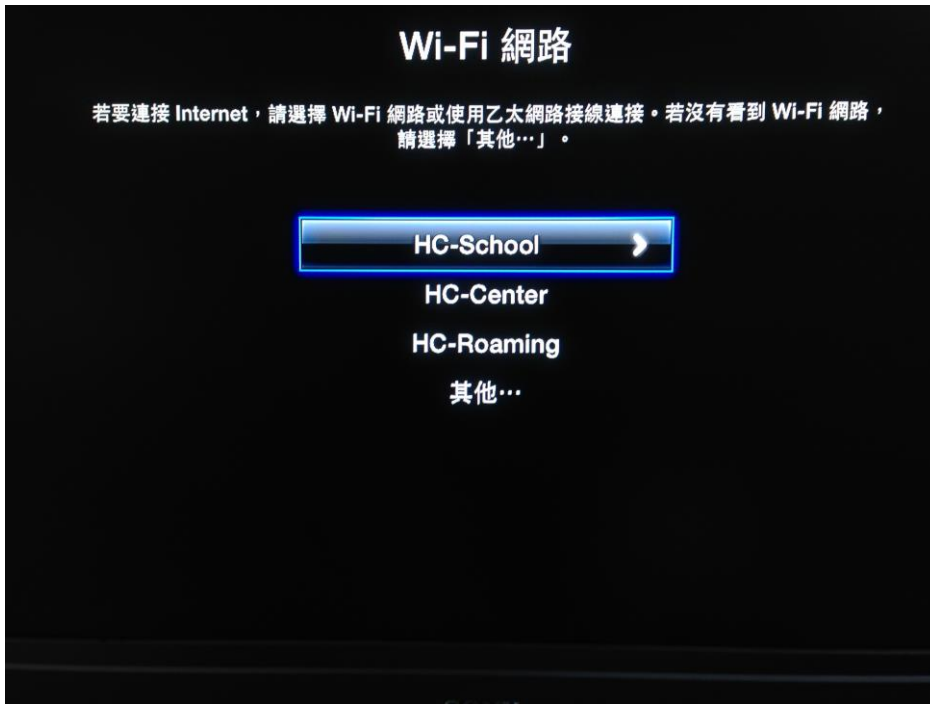 Wi-Fi 網路
若要連接 Internet，請選擇 Wi-Fi 網路或使用乙太網路接線連接。若沒有看到 Wi-Fi 網路，
請選擇「其他…」。
HC-School
HC-Center
HC-Roaming
其他…